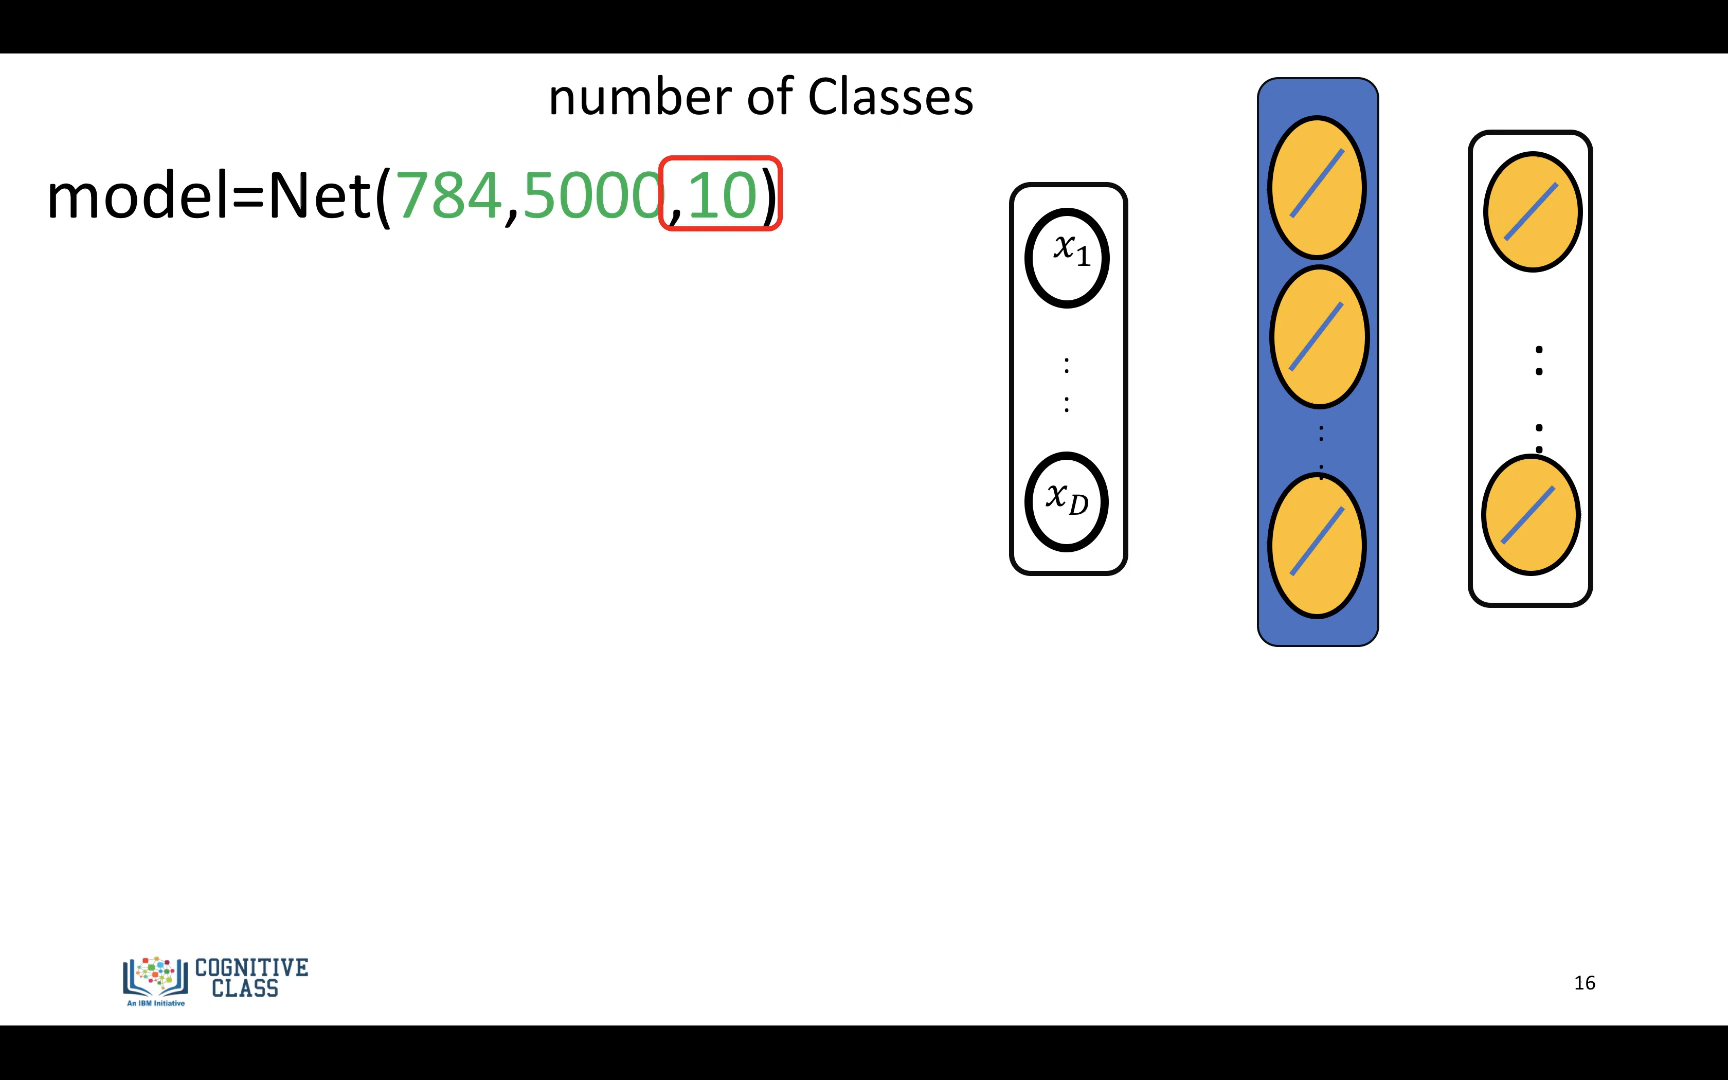 number of Classes
model=Net(784,5000,10)
x₁
:
:
x_D
:
:
:
:
COGNITIVE
CLASS
An IBM Initiative
16